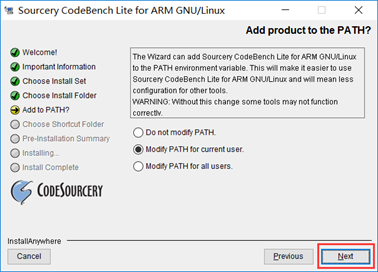 Sourcery CodeBench Lite for ARM GNU/Linux
Add product to the PATH?
Welcome!
Important Information
Choose Install Set
Choose Install Folder
Add to PATH?
Choose Shortcut Folder
Pre-Installation Summary
Installing...
Install Complete
CODESOURCERY
The Wizard can add Sourcery CodeBench Lite for ARM GNU/Linux
to the PATH environment variable. This will make it easier to use
Sourcery CodeBench Lite for ARM GNU/Linux and will mean less
configuration for other tools.
WARNING: Without this change some tools may not function
correctly.
Do not modify PATH.
Modify PATH for current user.
Modify PATH for all users.
InstallAnywhere
Cancel
Previous
Next